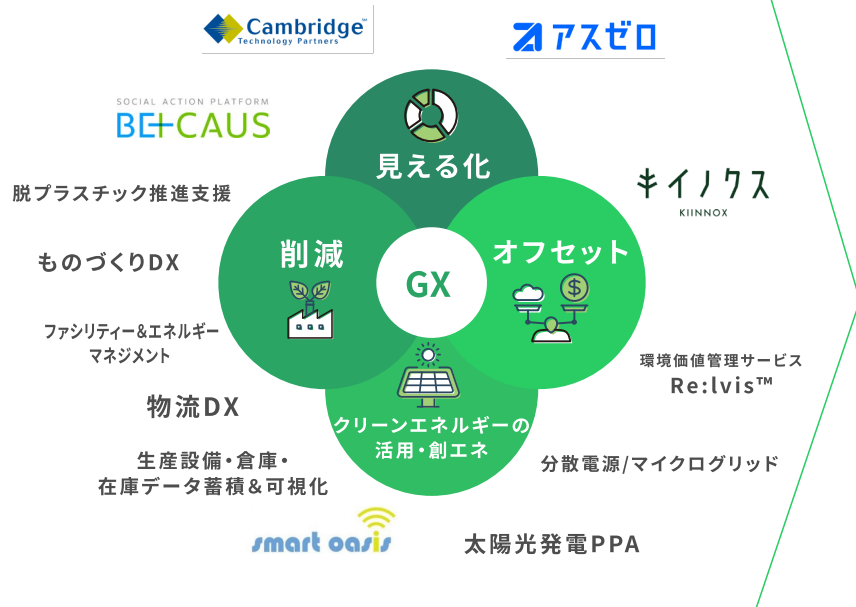 Cambridge™
Technology Partners
アスゼロ
SOCIAL ACTION PLATFORM
BE+CAUS
見える化
脱プラスチック推進支援
キイノクス
KIINNOX
ものづくりDX
削減
オフセット
GX
$
ファシリティー&エネルギー
マネジメント
環境価値管理サービス
Re:lvis™
物流DX
クリーンエネルギーの
活用・創エネ
生産設備・倉庫・
在庫データ蓄積&可視化
分散電源/マイクログリッド
smart oasis
太陽光発電PPA